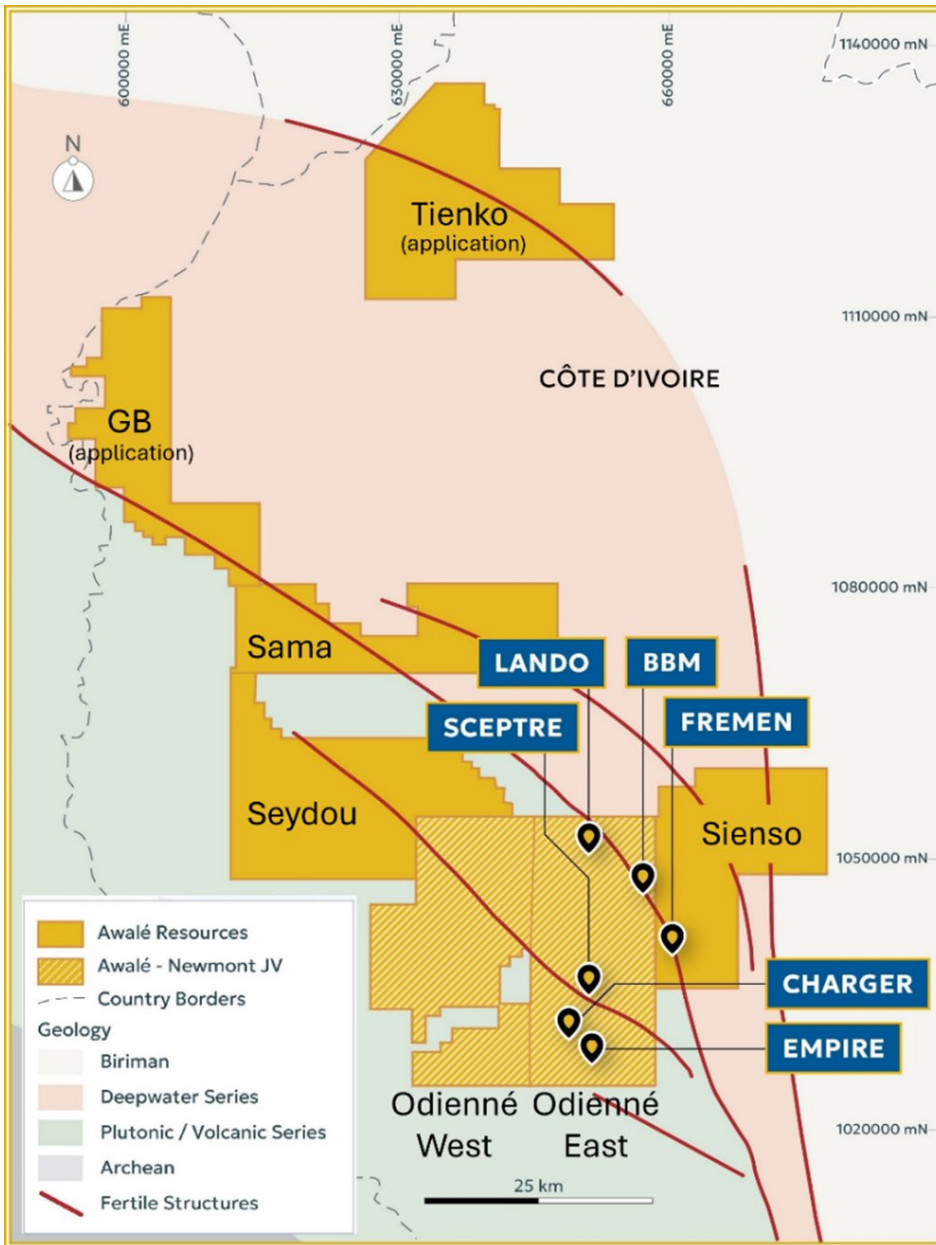 600000 mE
630000 mE
660000 mE
1140000 mN
N
Tienko
(application)
1110000 mN
CÔTE D'IVOIRE
GB
(application)
1080000 mN
Sama
LANDO
BBM
SCEPTRE
FREMEN
Seydou
Sienso
1050000 mN
Awalé Resources
Awalé - Newmont JV
Country Borders
Geology
Biriman
Deepwater Series
Plutonic / Volcanic Series
Archean
Fertile Structures
CHARGER
EMPIRE
Odienné
West
Odienné
East
1020000 mN
25 km